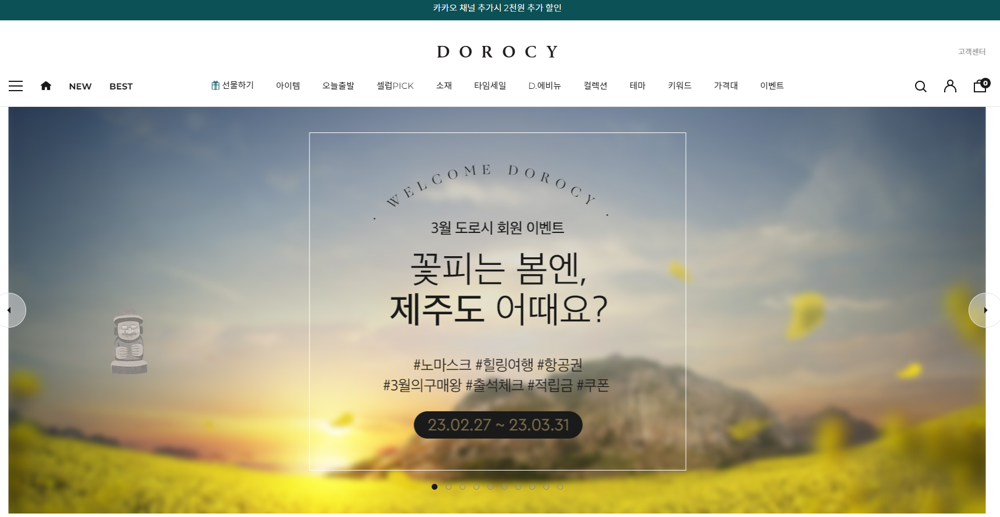 카카오 채널 추가시 2천원 추가 할인
DOROCY
고객센터
NEW BEST 선물하기 아이템 오늘출발 셀럽PICK 소재 타임세일 D.에비뉴 컬렉션 테마 키워드 가격대 이벤트 0
· WELCOME DOROCY ·
3월 도로시 회원 이벤트
꽃피는 봄엔,
제주도 어때요?
#노마스크 #힐링여행 #항공권
#3월의구매왕 #출석체크 #적립금 #쿠폰
23.02.27 ~ 23.03.31